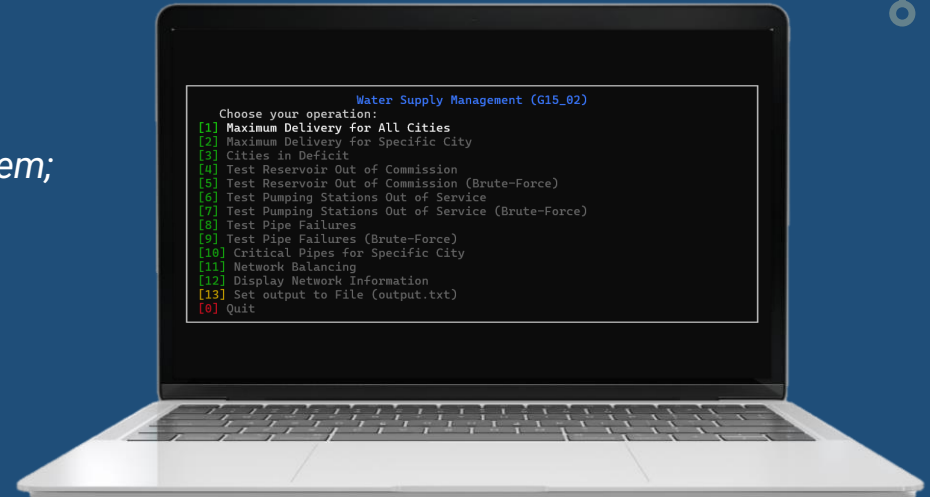 em;
Water Supply Management (G15_02)
Choose your operation:
[1] Maximum Delivery for All Cities
[2] Maximum Delivery for Specific City
[3] Cities in Deficit
[4] Test Reservoir Out of Commission
[5] Test Reservoir Out of Commission (Brute-Force)
[6] Test Pumping Stations Out of Service
[7] Test Pumping Stations Out of Service (Brute-Force)
[8] Test Pipe Failures
[9] Test Pipe Failures (Brute-Force)
[10] Critical Pipes for Specific City
[11] Network Balancing
[12] Display Network Information
[13] Set output to File (output.txt)
[0] Quit